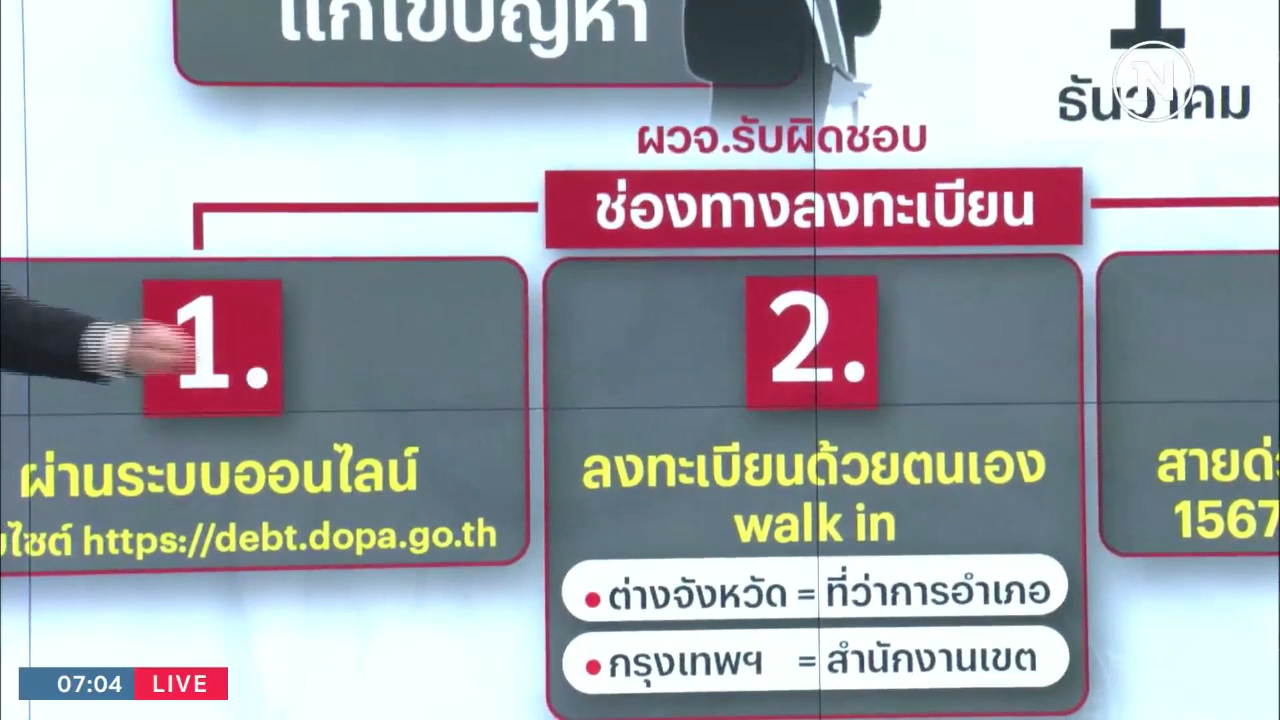 แก้ไขปัญหา
1
ธันวาคม
N
ผวจ.รับผิดชอบ
ช่องทางลงทะเบียน
1.
ผ่านระบบออนไลน์
https://debt.dopa.go.th
2.
ลงทะเบียนด้วยตนเอง
walk in
• ต่างจังหวัด = ที่ว่าการอำเภอ
• กรุงเทพฯ = สำนักงานเขต
1567
07:04 LIVE